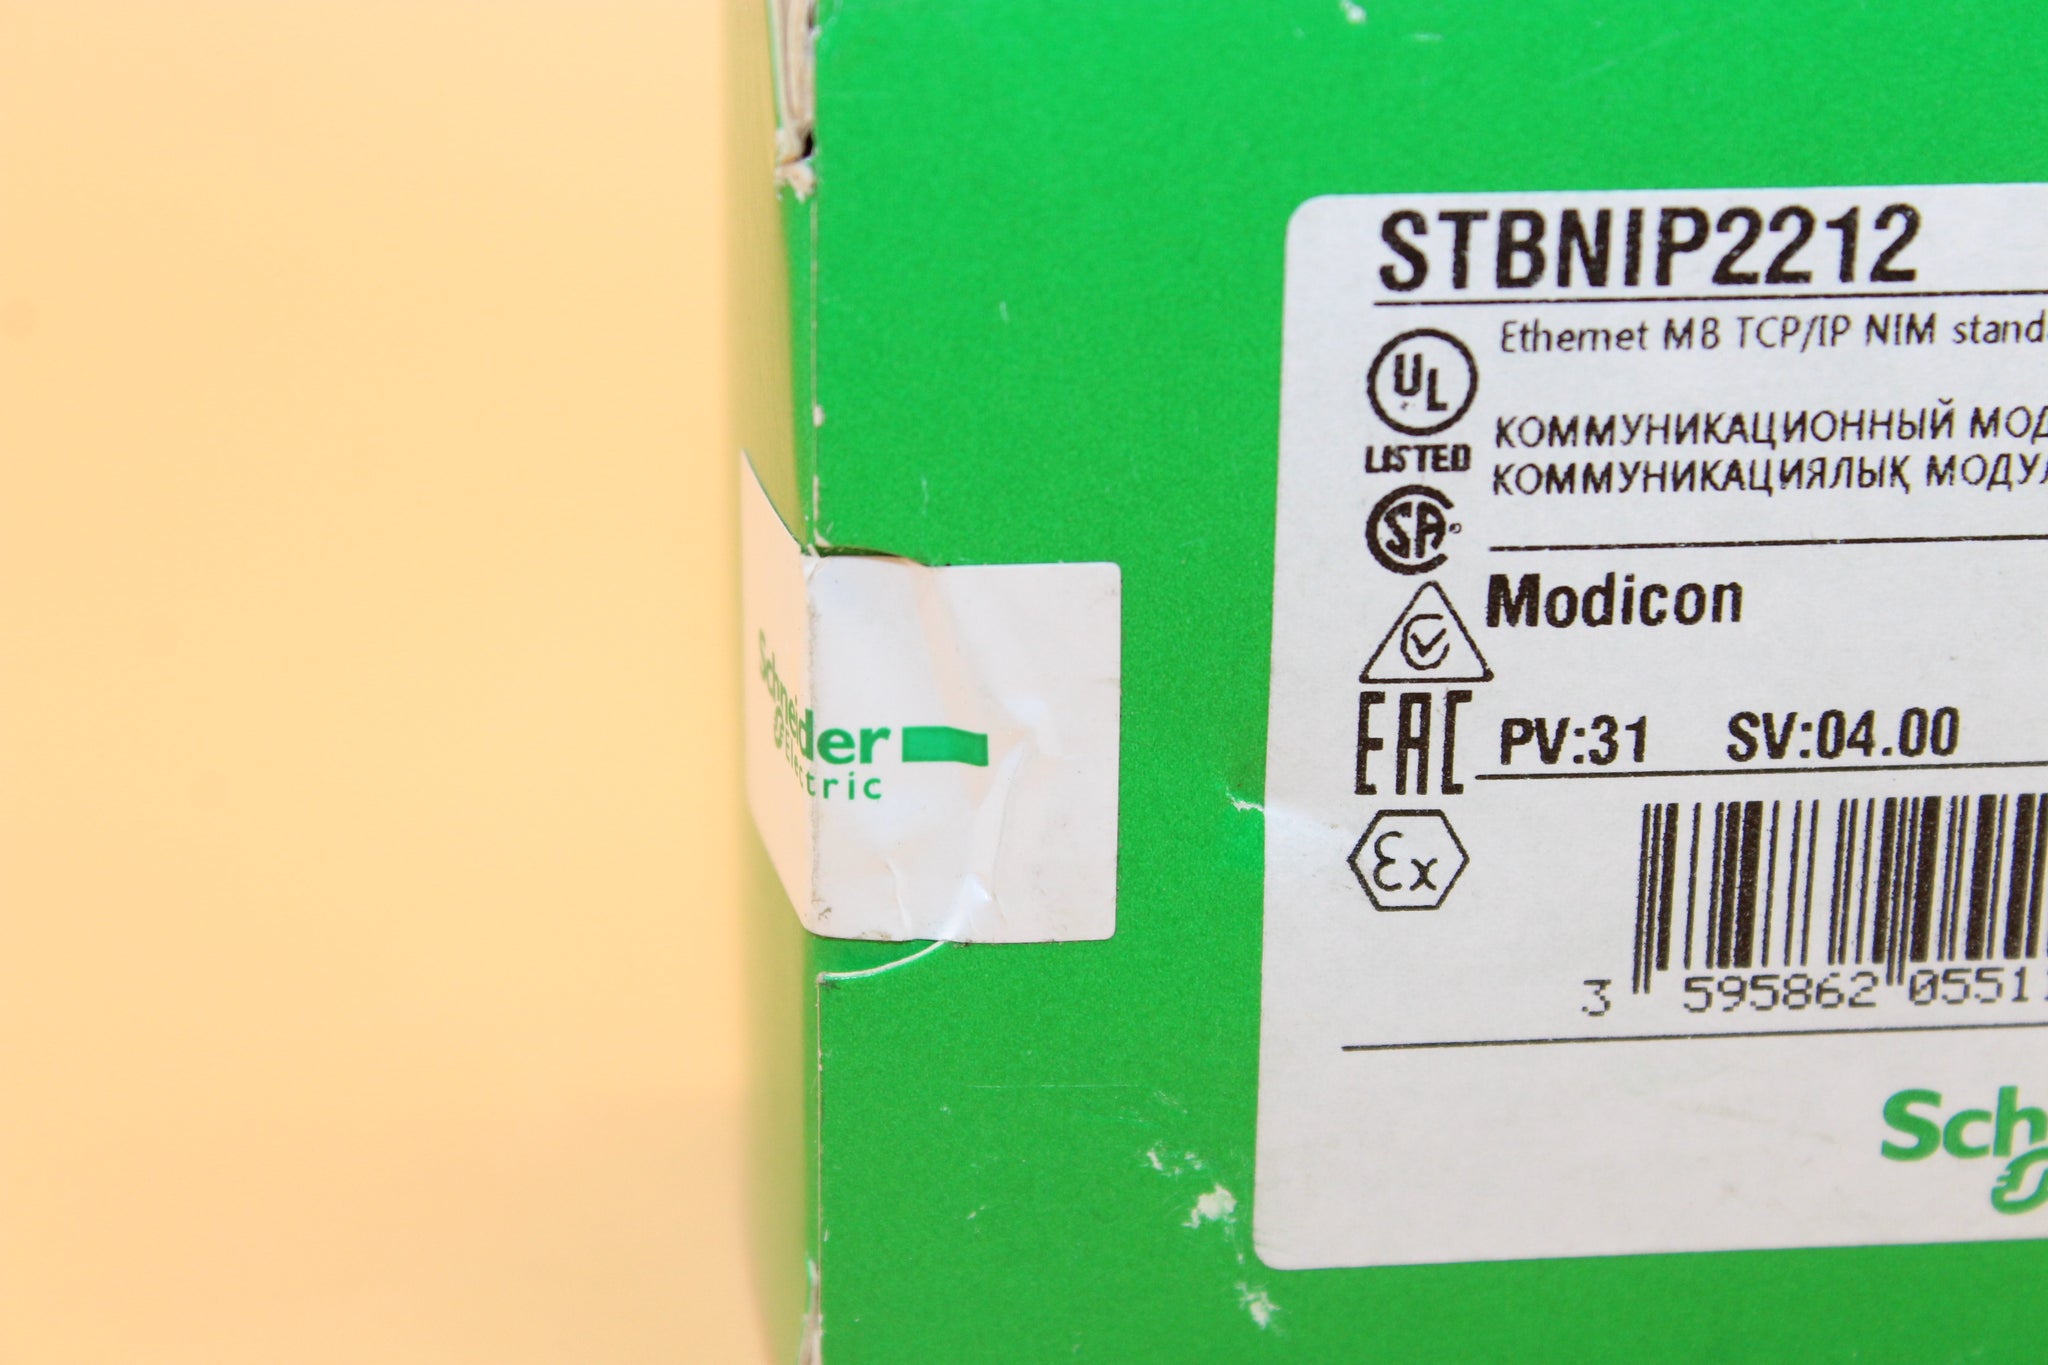 STBNIP2212
Ethernet MB TCP/IP NIM stand
UL
LISTED
КОММУНИКАЦИОННЫЙ МОД
КОММУНИКАЦИЯЛЫҚ МОДУЛ
SA
Modicon
EAC
PV:31 SV:04.00
Ex
3 595862 0551
Schneider
Electric
Sch